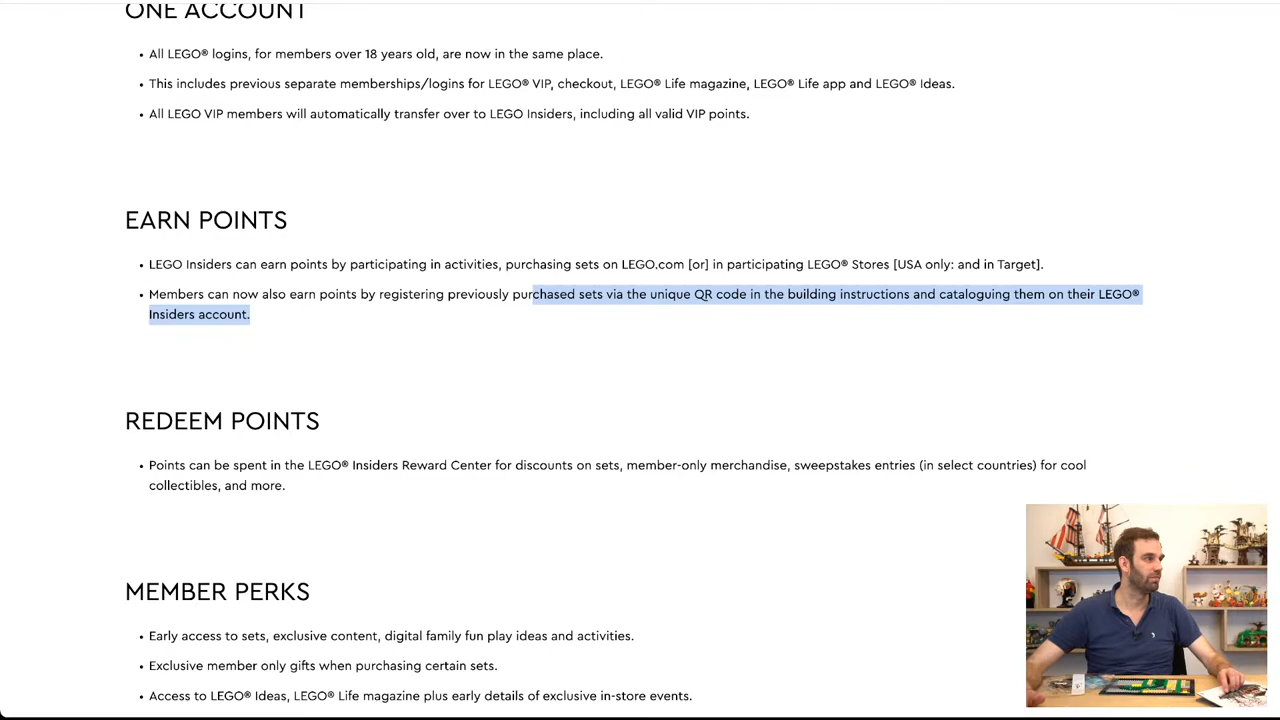 ONE ACCOUNT
• All LEGO® logins, for members over 18 years old, are now in the same place.
• This includes previous separate memberships/logins for LEGO® VIP, checkout, LEGO® Life magazine, LEGO® Life app and LEGO® Ideas.
• All LEGO VIP members will automatically transfer over to LEGO Insiders, including all valid VIP points.
EARN POINTS
• LEGO Insiders can earn points by participating in activities, purchasing sets on LEGO.com [or] in participating LEGO® Stores [USA only: and in Target].
• Members can now also earn points by registering previously purchased sets via the unique QR code in the building instructions and cataloguing them on their LEGO®
Insiders account.
REDEEM POINTS
• Points can be spent in the LEGO® Insiders Reward Center for discounts on sets, member-only merchandise, sweepstakes entries (in select countries) for cool
collectibles, and more.
MEMBER PERKS
• Early access to sets, exclusive content, digital family fun play ideas and activities.
• Exclusive member only gifts when purchasing certain sets.
• Access to LEGO® Ideas, LEGO® Life magazine plus early details of exclusive in-store events.